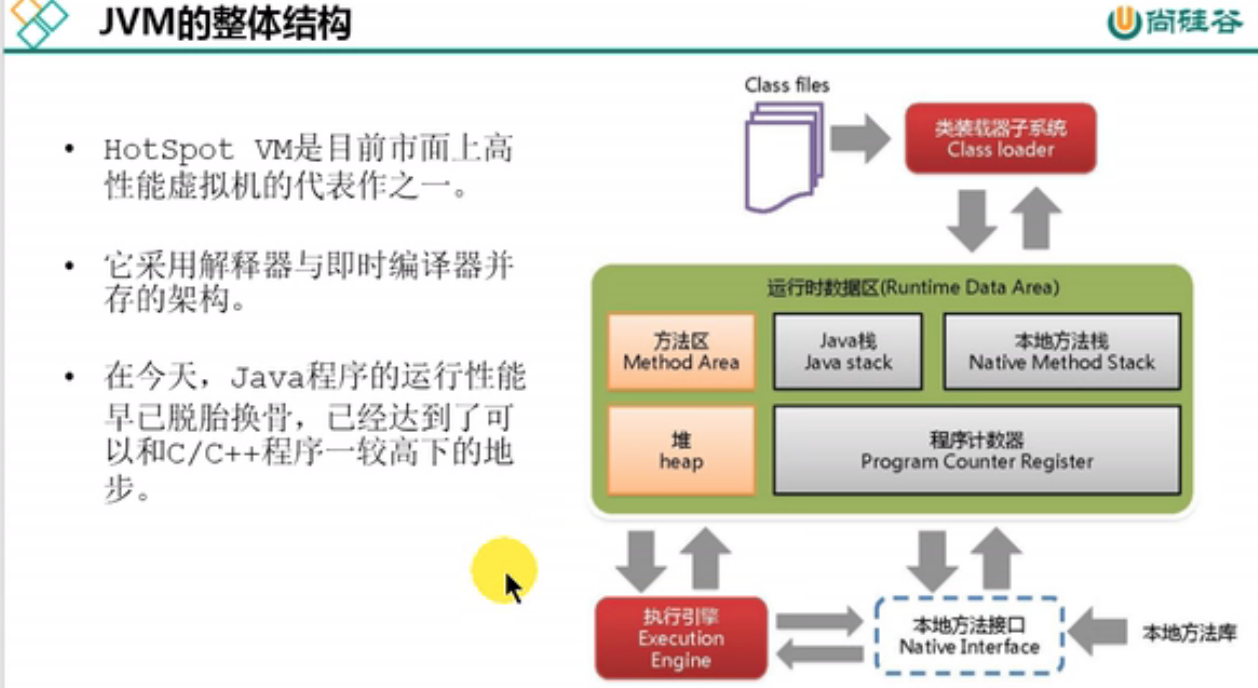 JVM的整体结构
尚硅谷
• HotSpot VM是目前市面上高
性能虚拟机的代表作之一。
• 它采用解释器与即时编译器并
存的架构。
• 在今天，Java程序的运行性能
早已脱胎换骨，已经达到了可
以和C/C++程序一较高下的地
步。
Class files
类装载器子系统
Class loader
运行时数据区(Runtime Data Area)
方法区
Method Area
Java栈
Java stack
本地方法栈
Native Method Stack
堆
heap
程序计数器
Program Counter Register
执行引擎
Execution
Engine
本地方法接口
Native Interface
本地方法库